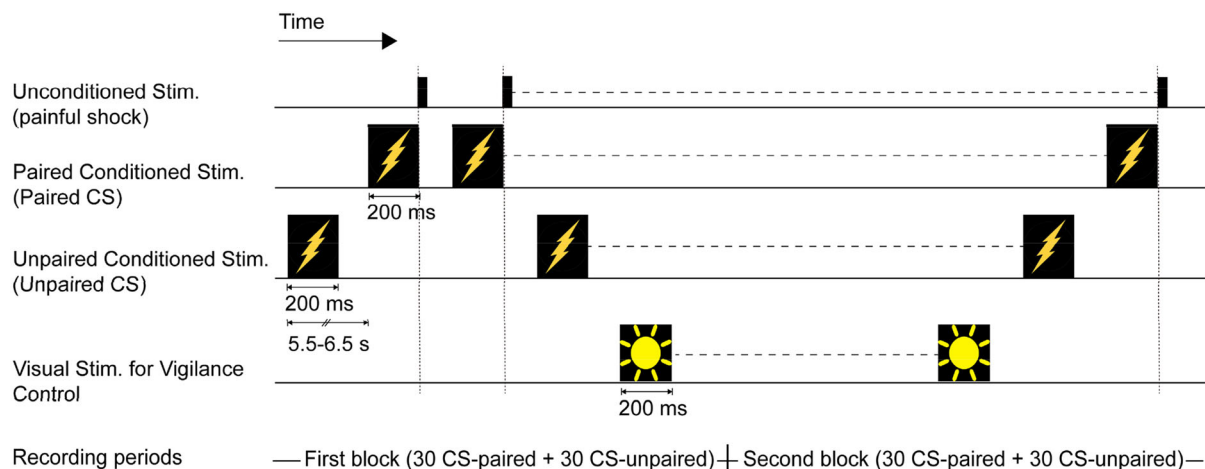 Time
Unconditioned Stim.
(painful shock)
Paired Conditioned Stim.
(Paired CS)
200 ms
Unpaired Conditioned Stim.
(Unpaired CS)
200 ms
5.5-6.5 s
Visual Stim. for Vigilance
Control
200 ms
Recording periods
First block (30 CS-paired + 30 CS-unpaired)
Second block (30 CS-paired + 30 CS-unpaired)